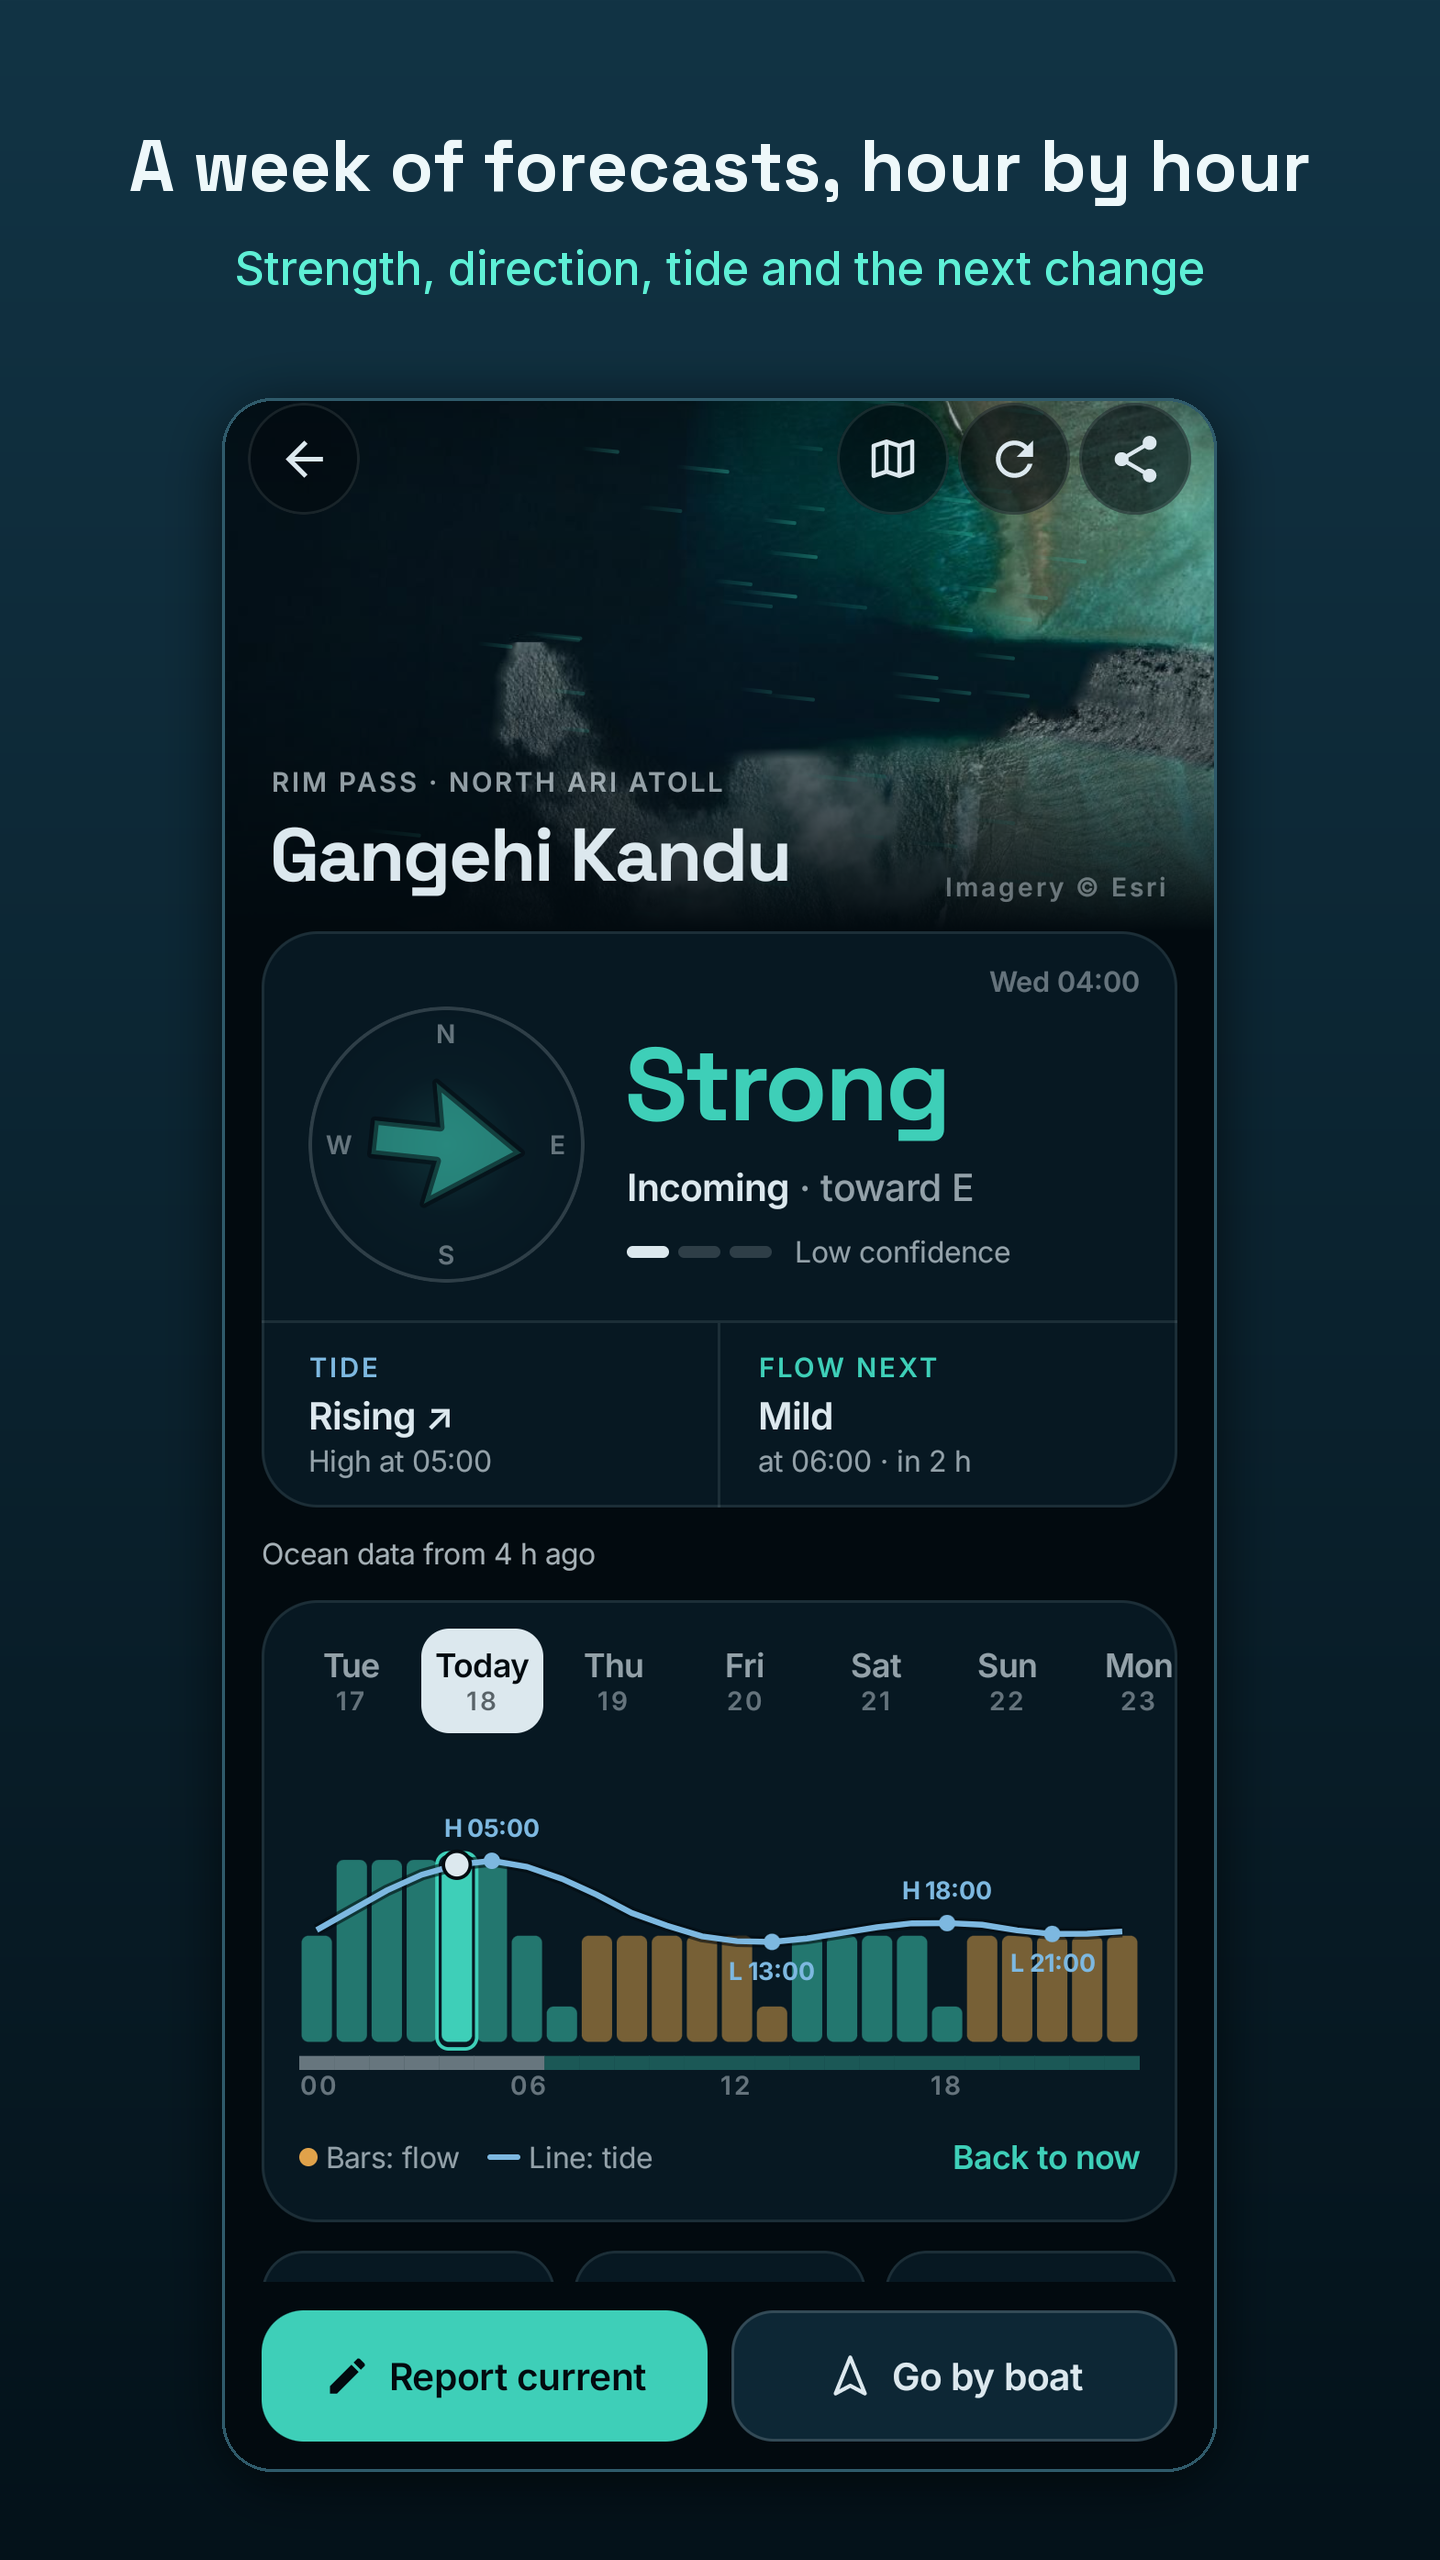 A week of forecasts, hour by hour
Strength, direction, tide and the next change
RIM PASS · NORTH ARI ATOLL
Gangehi Kandu
Imagery © Esri
Wed 04:00
N
W
E
S
Strong
Incoming · toward E
Low confidence
TIDE
Rising ↗
High at 05:00
FLOW NEXT
Mild
at 06:00 · in 2 h
Ocean data from 4 h ago
Tue Today Thu Fri Sat Sun Mon
17 18 19 20 21 22 23
H 05:00
H 18:00
L 13:00
L 21:00
00 06 12 18
Bars: flow Line: tide Back to now
Report current
Go by boat